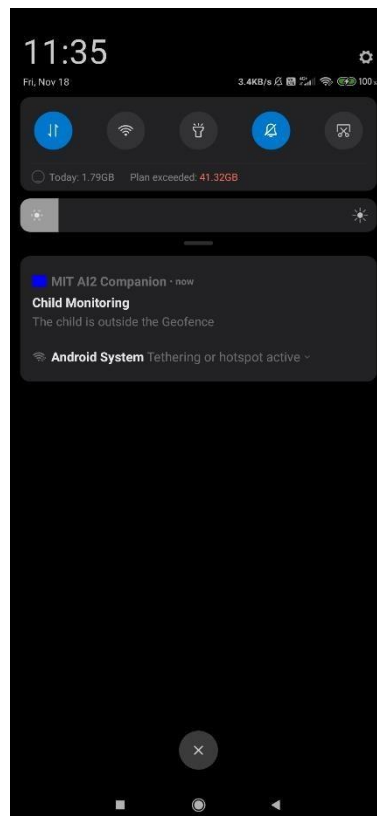 11:35
Fri, Nov 18
3.4KB/s 100%
Today: 1.79GB Plan exceeded: 41.32GB
MIT AI2 Companion • now
Child Monitoring
The child is outside the Geofence
Android System Tethering or hotspot active